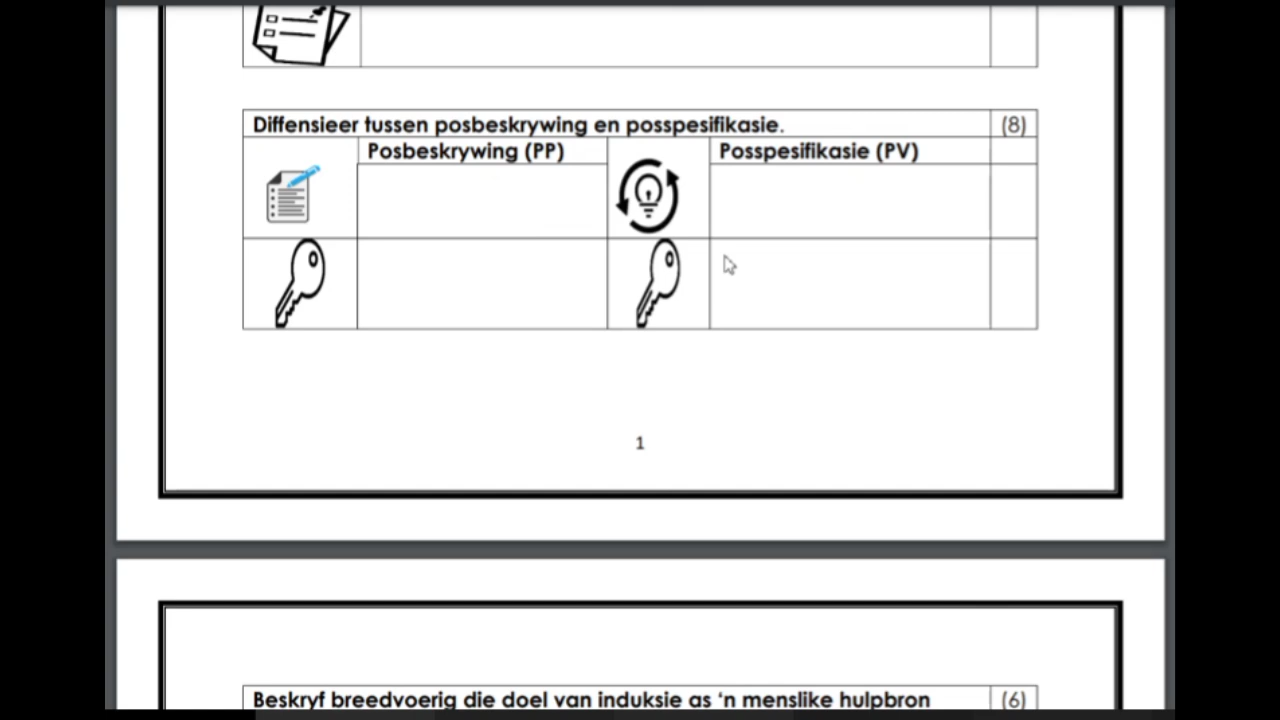 Diffensieer tussen posbeskrywing en posspesifikasie. (8)
Posbeskrywing (PP) Posspesifikasie (PV)
1
Beskryf breedvoerig die doel van induksie as ‘n menslike hulpbron (6)